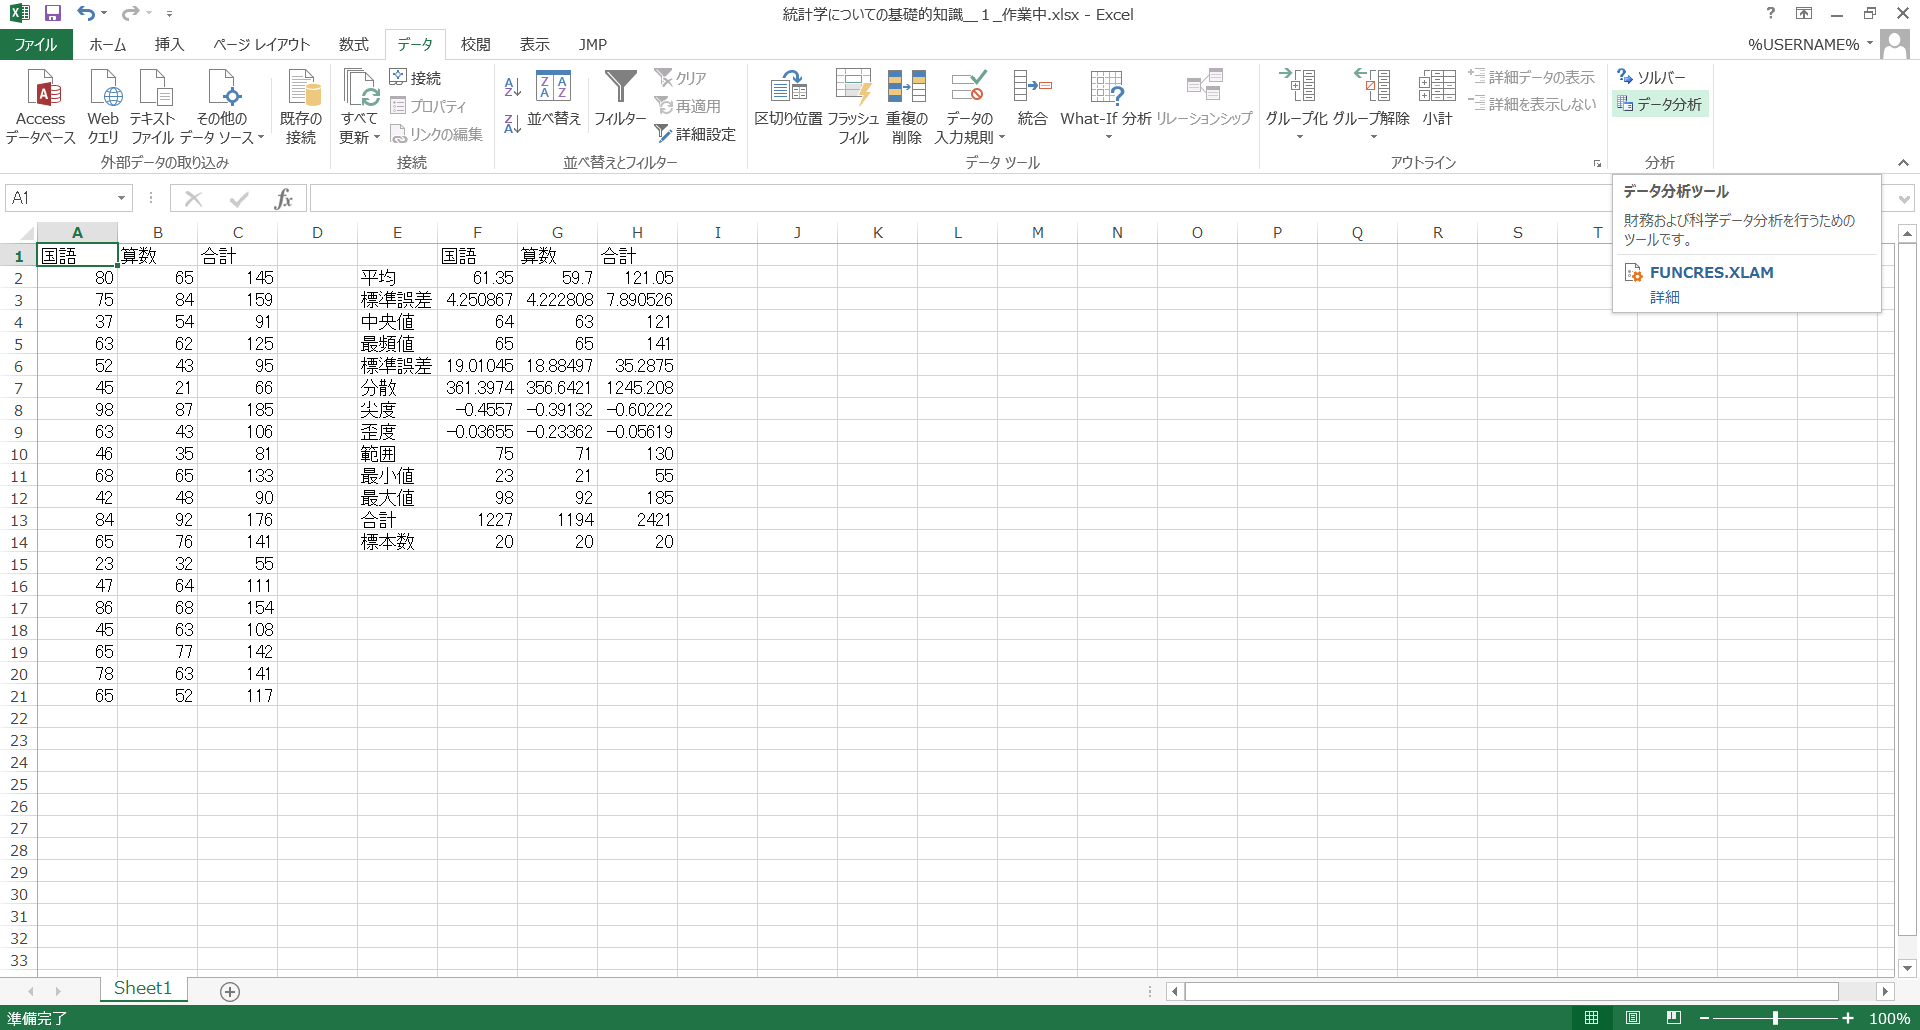 統計学についての基礎的知識__１_作業中.xlsx - Excel
ファイル ホーム 挿入 ページ レイアウト 数式 データ 校閲 表示 JMP %USERNAME%
Access データベース
Web クエリ
テキスト ファイル
その他の データ ソース
既存の 接続
外部データの取り込み
すべて 更新
接続
プロパティ
リンクの編集
接続
並べ替え
フィルター
クリア
再適用
詳細設定
並べ替えとフィルター
区切り位置
フラッシュ フィル
重複の 削除
データの 入力規則
統合
What-If 分析
リレーションシップ
データ ツール
グループ化
グループ解除
小計
詳細データの表示
詳細を表示しない
アウトライン
ソルバー
データ分析
分析
データ分析ツール
財務および科学データ分析を行うための
ツールです。
FUNCRES.XLAM
詳細
A1 fx
A B C D E F G H I J K L M N O P Q R S T
1 国語 算数 合計 国語 算数 合計
2 80 65 145 平均 61.35 59.7 121.05
3 75 84 159 標準誤差 4.250867 4.222808 7.890526
4 37 54 91 中央値 64 63 121
5 63 62 125 最頻値 65 65 141
6 52 43 95 標準誤差 19.01045 18.88497 35.2875
7 45 21 66 分散 361.3974 356.6421 1245.208
8 98 87 185 尖度 -0.4557 -0.39132 -0.60222
9 63 43 106 歪度 -0.03655 -0.23362 -0.05619
10 46 35 81 範囲 75 71 130
11 68 65 133 最小値 23 21 55
12 42 48 90 最大値 98 92 185
13 84 92 176 合計 1227 1194 2421
14 65 76 141 標本数 20 20 20
15 23 32 55
16 47 64 111
17 86 68 154
18 45 63 108
19 65 77 142
20 78 63 141
21 65 52 117
22
23
24
25
26
27
28
29
30
31
32
33
Sheet1
準備完了 100%